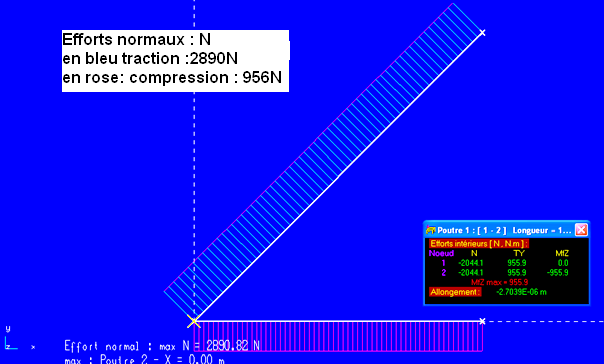 Efforts normaux : N
en bleu traction :2890N
en rose: compression : 956N
Poutre 1 : [ 1 - 2 ] Longueur = 1...
Efforts intérieurs [ N , N.m ] :
Noeud N TY MfZ
1 -2044.1 955.9 0.0
2 -2044.1 955.9 -955.9
MfZ max = 955.9
Allongement : -2.7039E-06 m
y
z x
Effort normal : max N = 2890.82 N
max : Poutre 2 - X = 0.00 m